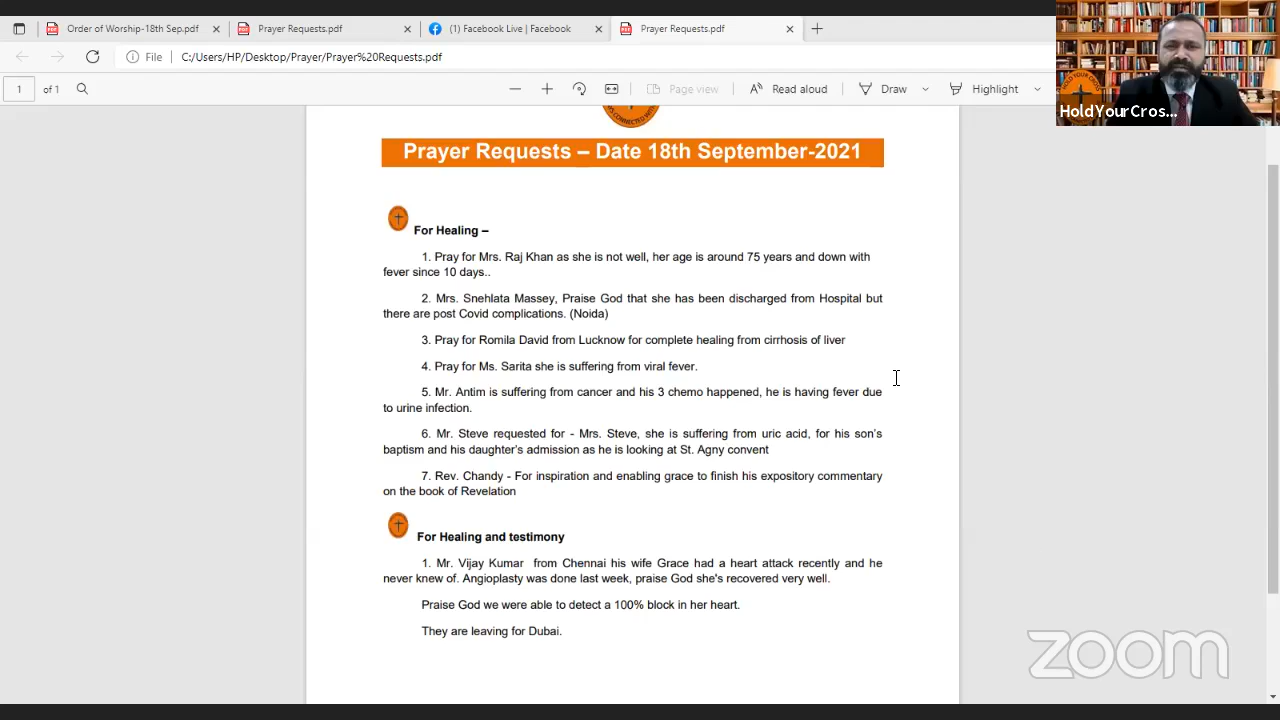 Order of Worship-18th Sep.pdf
Prayer Requests.pdf
(1) Facebook Live | Facebook
Prayer Requests.pdf
File
C:/Users/HP/Desktop/Prayer/Prayer%20Requests.pdf
1 of 1
Page view
Read aloud
Draw
Highlight
HOLD YOUR CROSS
HoldYourCros...
Prayer Requests – Date 18th September-2021
For Healing –
1. Pray for Mrs. Raj Khan as she is not well, her age is around 75 years and down with
fever since 10 days..
2. Mrs. Snehlata Massey, Praise God that she has been discharged from Hospital but
there are post Covid complications. (Noida)
3. Pray for Romila David from Lucknow for complete healing from cirrhosis of liver
4. Pray for Ms. Sarita she is suffering from viral fever.
5. Mr. Antim is suffering from cancer and his 3 chemo happened, he is having fever due
to urine infection.
6. Mr. Steve requested for - Mrs. Steve, she is suffering from uric acid, for his son's
baptism and his daughter's admission as he is looking at St. Agny convent
7. Rev. Chandy - For inspiration and enabling grace to finish his expository commentary
on the book of Revelation
For Healing and testimony
1. Mr. Vijay Kumar from Chennai his wife Grace had a heart attack recently and he
never knew of. Angioplasty was done last week, praise God she's recovered very well.
Praise God we were able to detect a 100% block in her heart.
They are leaving for Dubai.
zoom